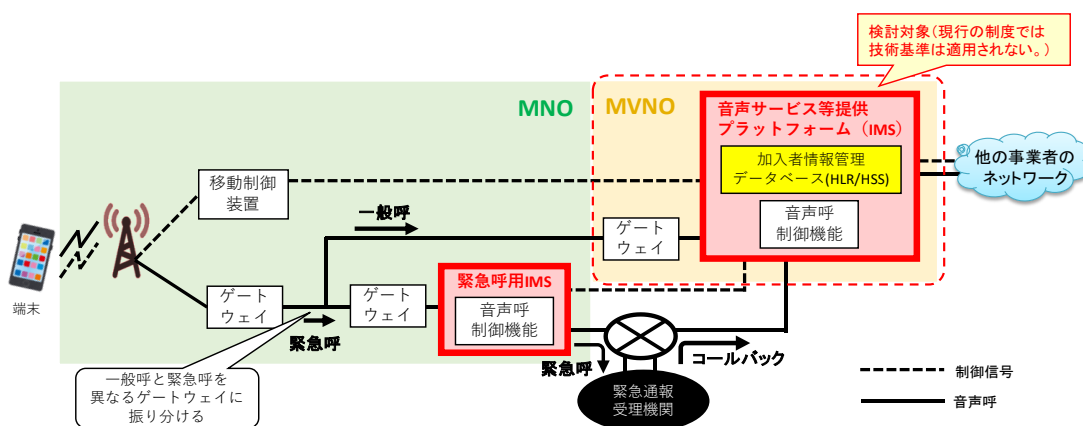 検討対象(現行の制度では
技術基準は適用されない。)
MNO
MVNO
音声サービス等提供
プラットフォーム（IMS）
加入者情報管理
データベース(HLR/HSS)
音声呼
制御機能
他の事業者の
ネットワーク
移動制御
装置
一般呼
ゲート
ウェイ
端末
ゲート
ウェイ
緊急呼
ゲート
ウェイ
緊急呼用IMS
音声呼
制御機能
緊急呼
コールバック
緊急通報
受理機関
一般呼と緊急呼を
異なるゲートウェイに
振り分ける
制御信号
音声呼